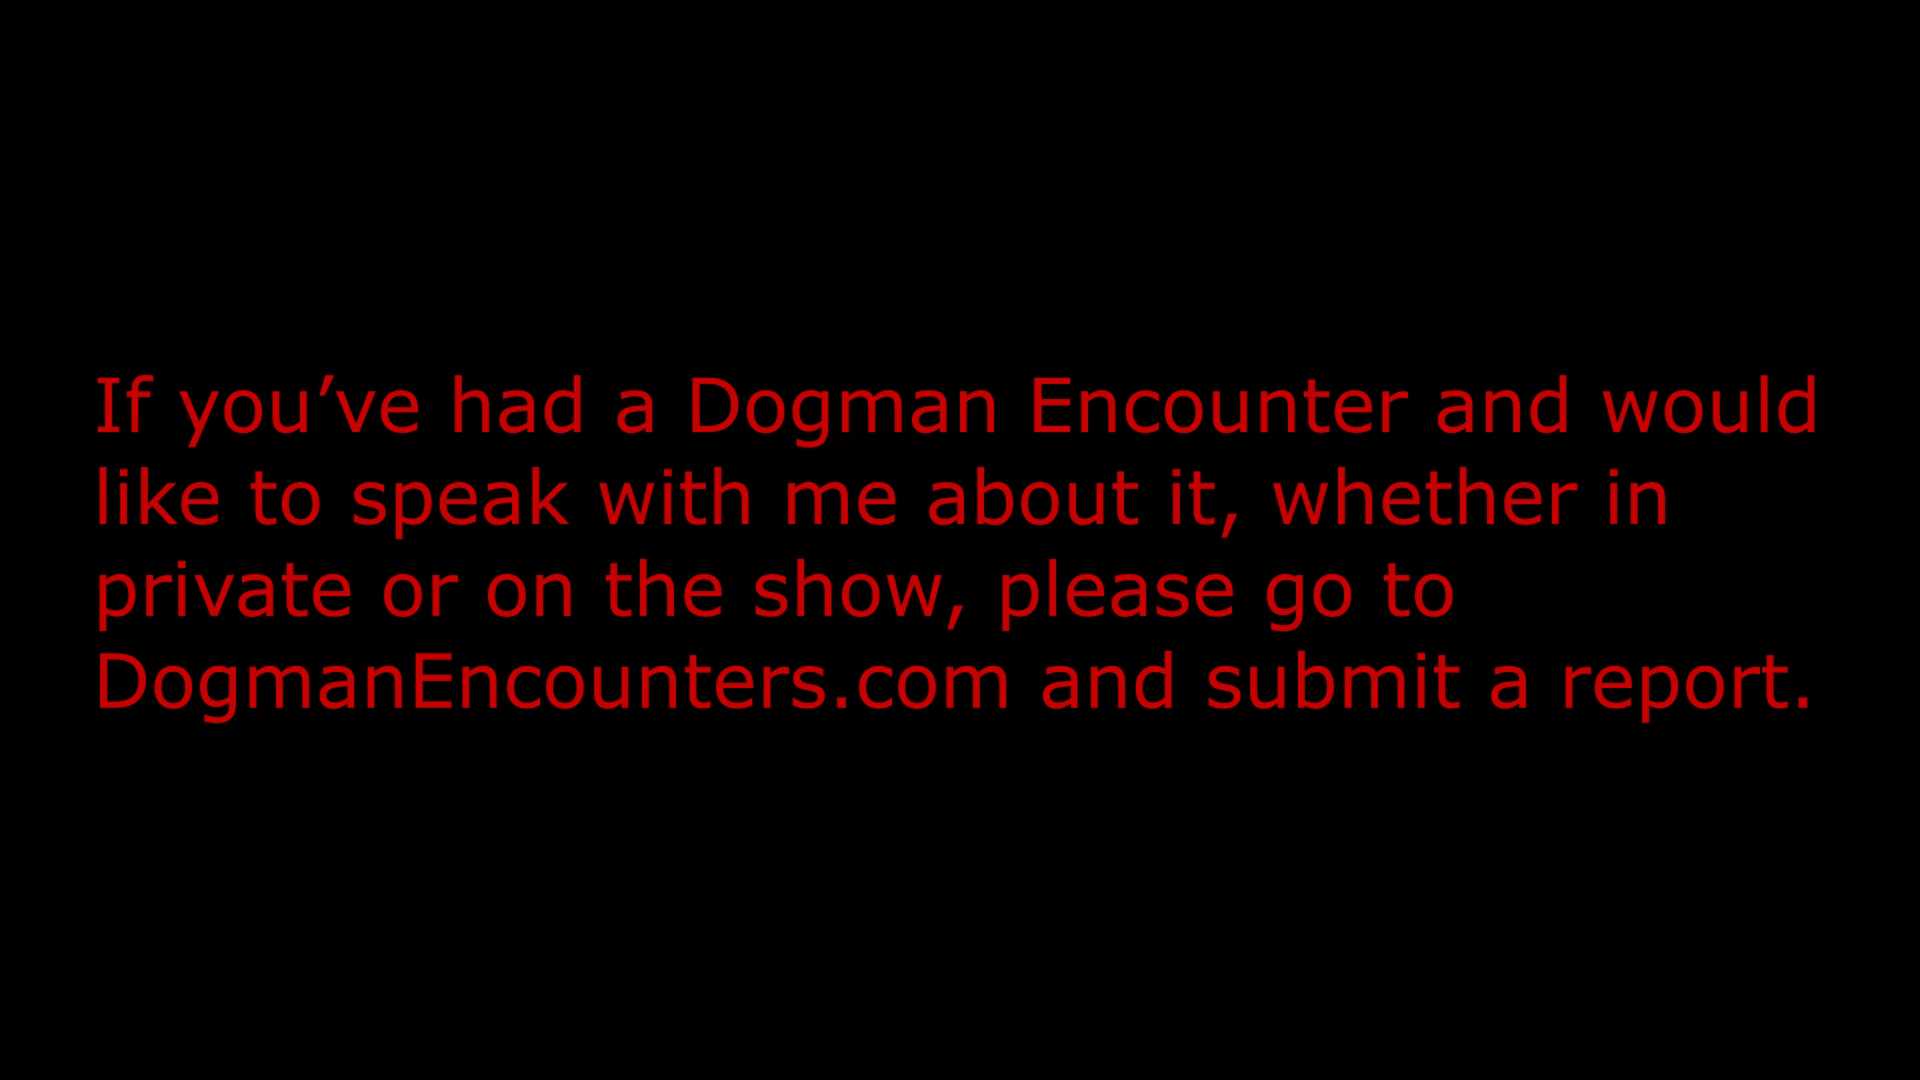 If you’ve had a Dogman Encounter and would
like to speak with me about it, whether in
private or on the show, please go to
DogmanEncounters.com and submit a report.